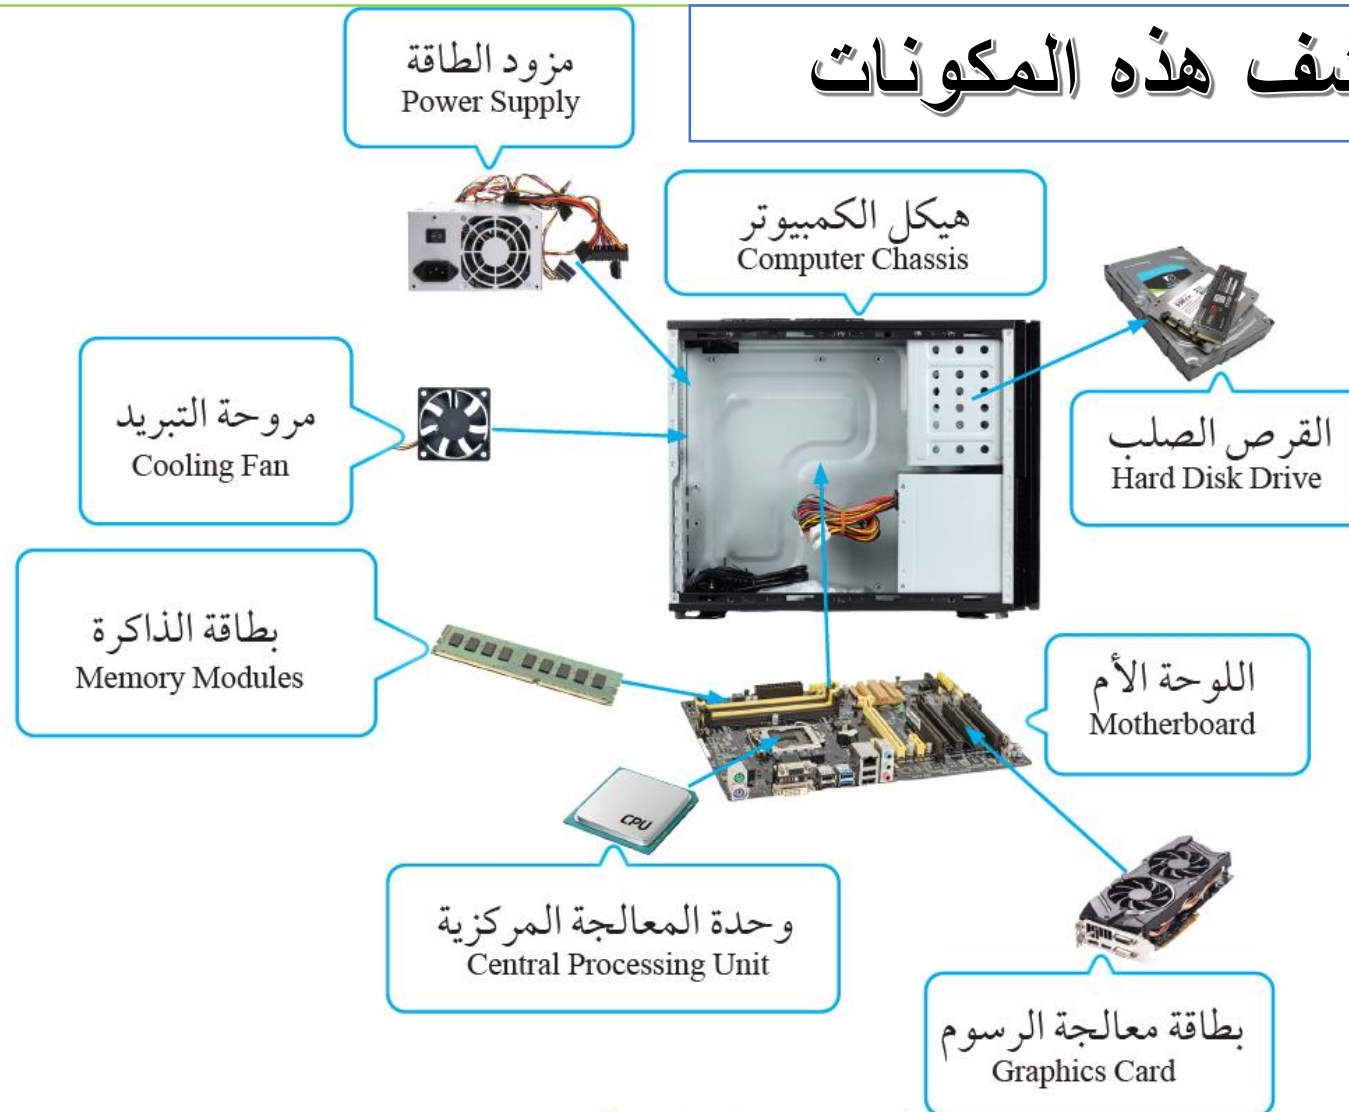 هذه المكونات
مزود الطاقة
Power Supply
هيكل الكمبيوتر
Computer Chassis
مروحة التبريد
Cooling Fan
القرص الصلب
Hard Disk Drive
بطاقة الذاكرة
Memory Modules
اللوحة الأم
Motherboard
CPU
وحدة المعالجة المركزية
Central Processing Unit
بطاقة معالجة الرسوم
Graphics Card